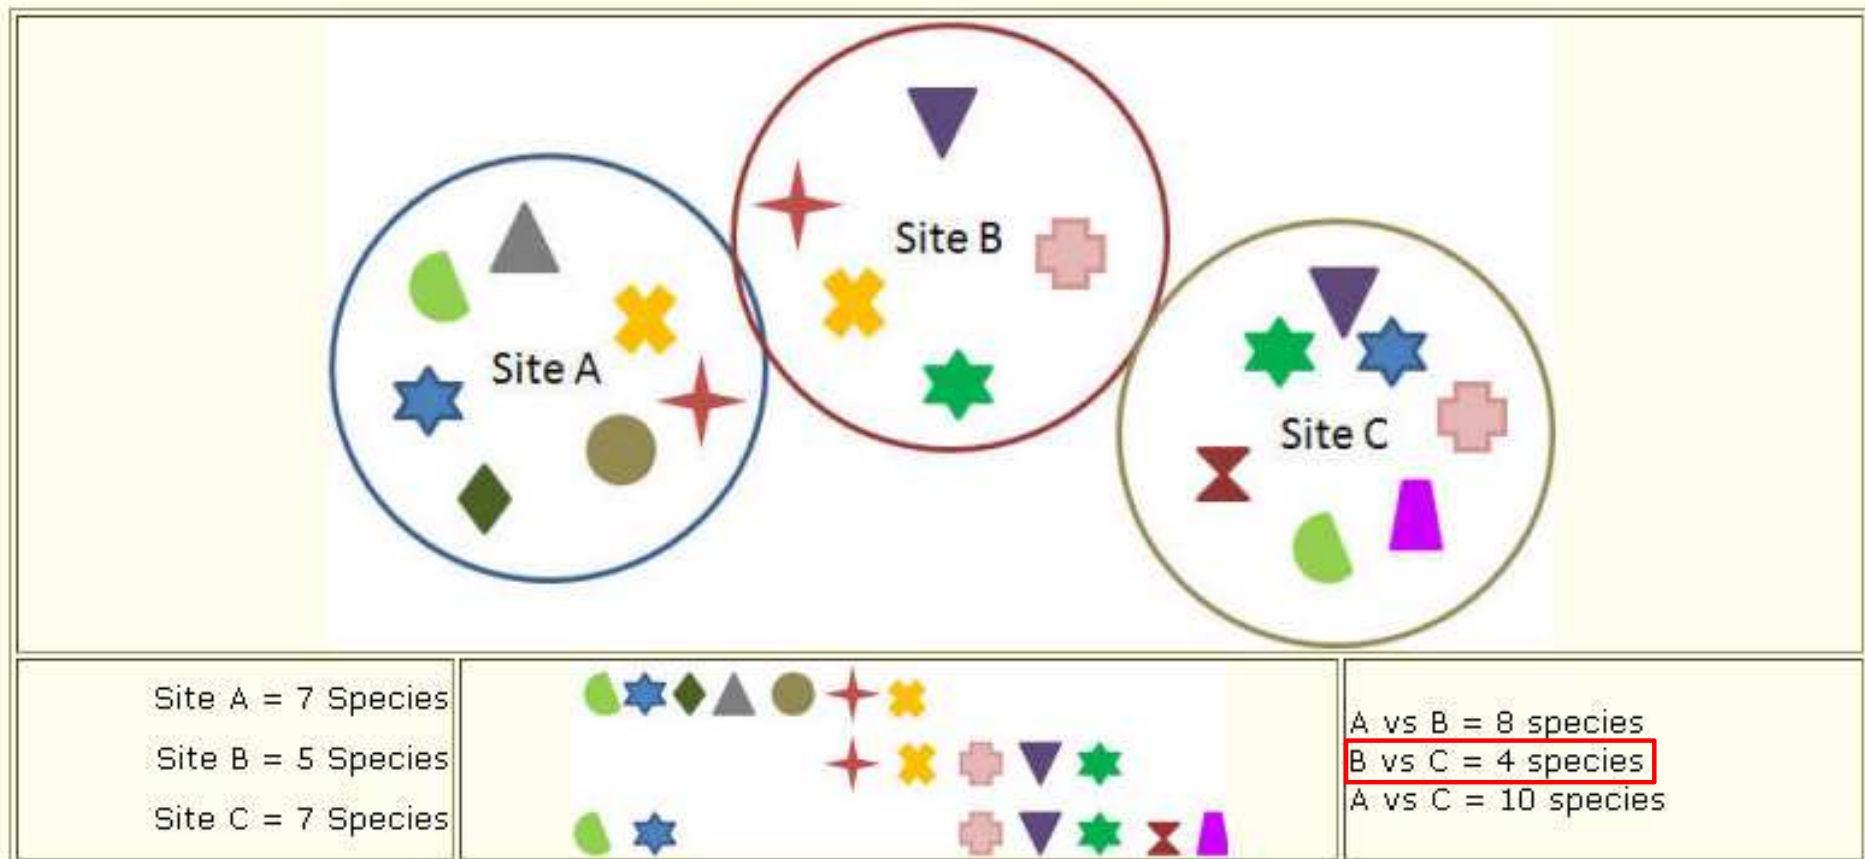 Site B
Site A
Site C
Site A = 7 Species
Site B = 5 Species
Site C = 7 Species
A vs B = 8 species
B vs C = 4 species
A vs C = 10 species